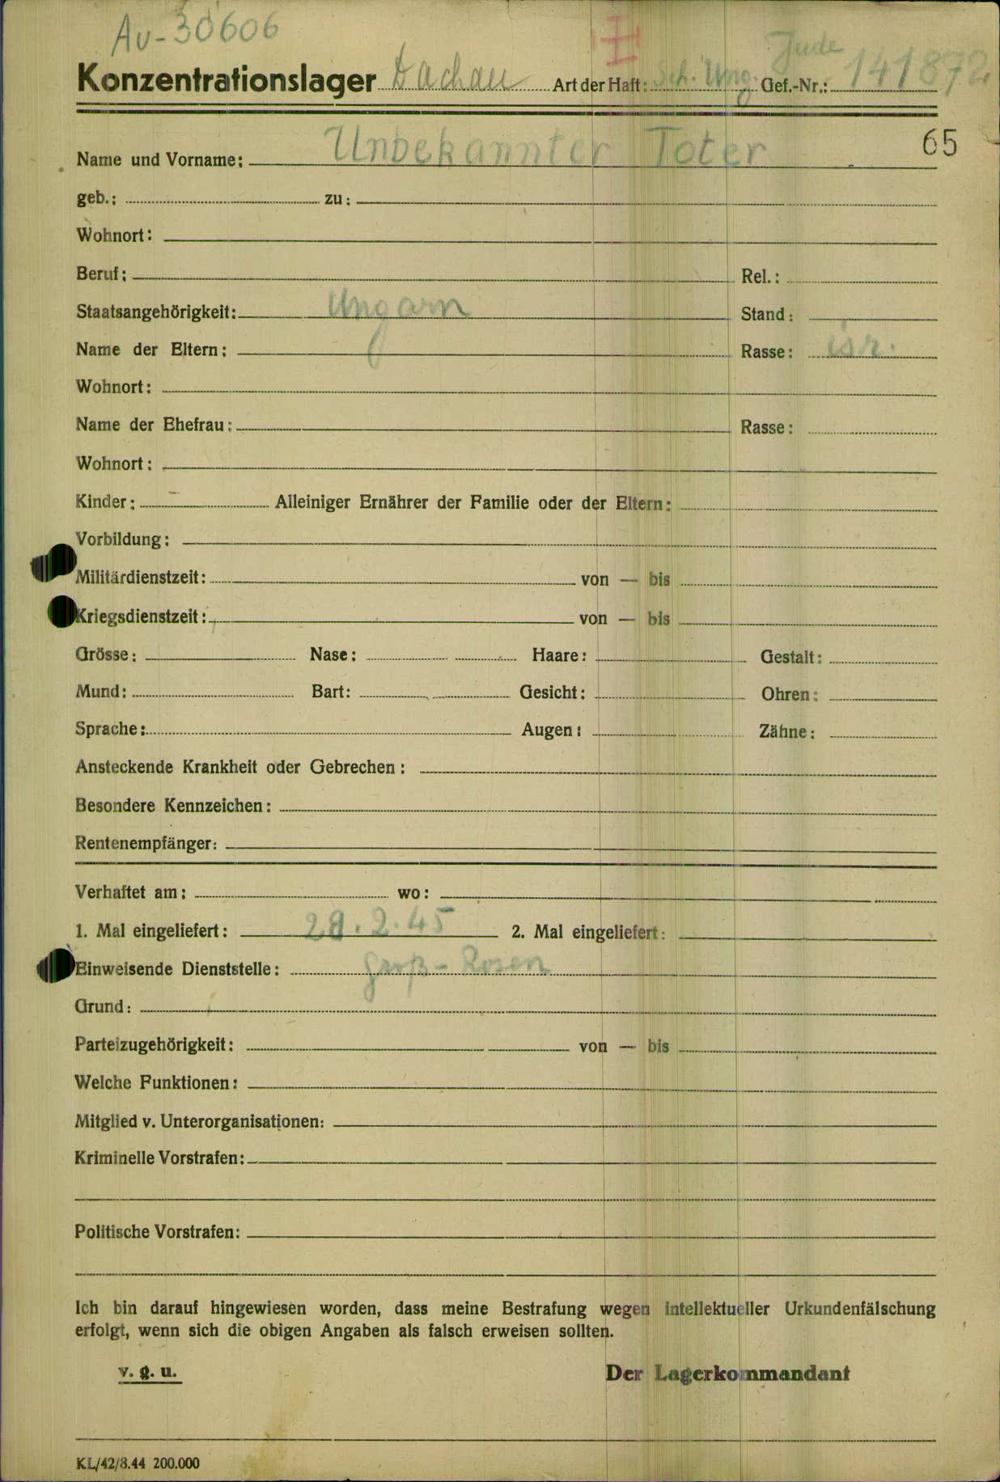 Av-30606
Jude
Konzentrationslager Dachau Art der Haft: Sch. Ung. Gef.-Nr.: 141872
65
Name und Vorname: Unbekannter Toter
geb.: zu:
Wohnort:
Beruf: Rel.:
Staatsangehörigkeit: Ungarn Stand:
Name der Eltern: Rasse: isr.
Wohnort:
Name der Ehefrau: Rasse:
Wohnort:
Kinder: Alleiniger Ernährer der Familie oder der Eltern:
Vorbildung:
Militärdienstzeit: von — bis
Kriegsdienstzeit: von — bis
Grösse: Nase: Haare: Gestalt:
Mund: Bart: Gesicht: Ohren:
Sprache: Augen: Zähne:
Ansteckende Krankheit oder Gebrechen:
Besondere Kennzeichen:
Rentenempfänger:
Verhaftet am: wo:
1. Mal eingeliefert: 28.2.45 2. Mal eingeliefert:
Einweisende Dienststelle: Groß-Rosen
Grund:
Parteizugehörigkeit: von — bis
Welche Funktionen:
Mitglied v. Unterorganisationen:
Kriminelle Vorstrafen:
Politische Vorstrafen:
Ich bin darauf hingewiesen worden, dass meine Bestrafung wegen intellektueller Urkundenfälschung
erfolgt, wenn sich die obigen Angaben als falsch erweisen sollten.
v. g. u. Der Lagerkommandant
KL/42/8.44 200.000